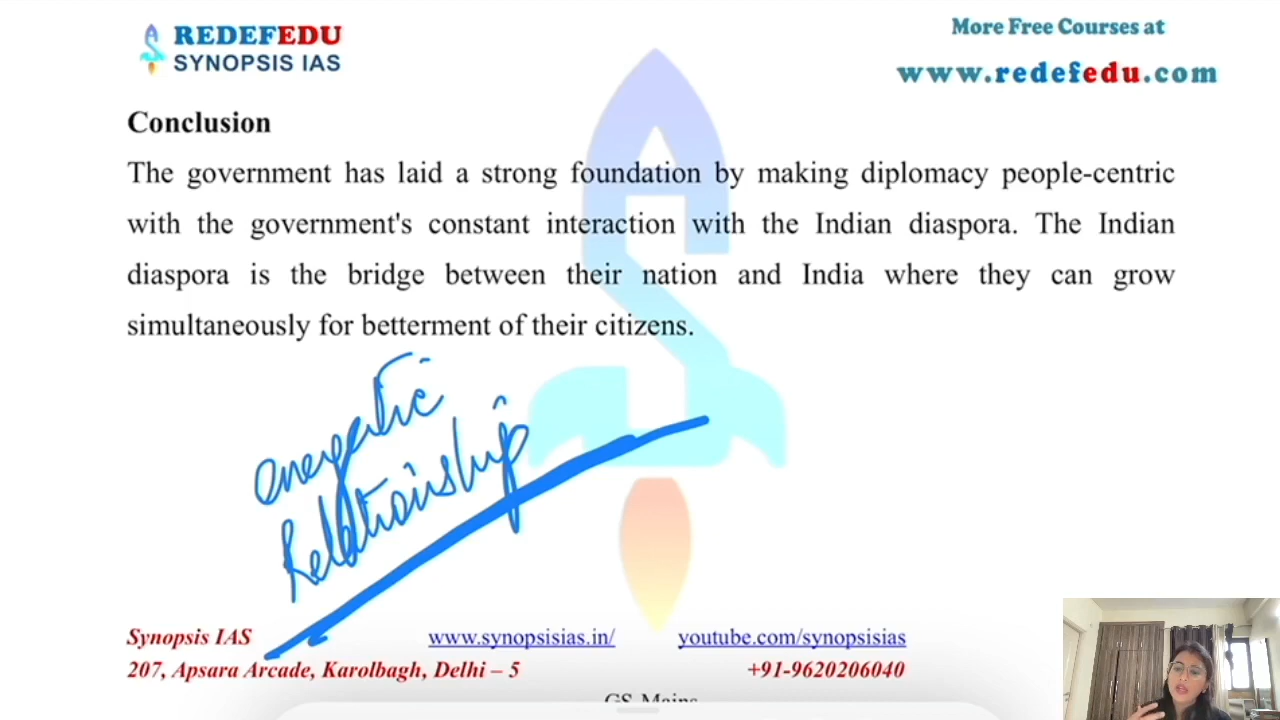 REDEFEDU
SYNOPSIS IAS
More Free Courses at
www.redefedu.com
Conclusion
The government has laid a strong foundation by making diplomacy people-centric
with the government's constant interaction with the Indian diaspora. The Indian
diaspora is the bridge between their nation and India where they can grow
simultaneously for betterment of their citizens.
energetic
Relationship
Synopsis IAS
www.synopsisias.in/
youtube.com/synopsisias
207, Apsara Arcade, Karolbagh, Delhi – 5
+91-9620206040
GS Mains